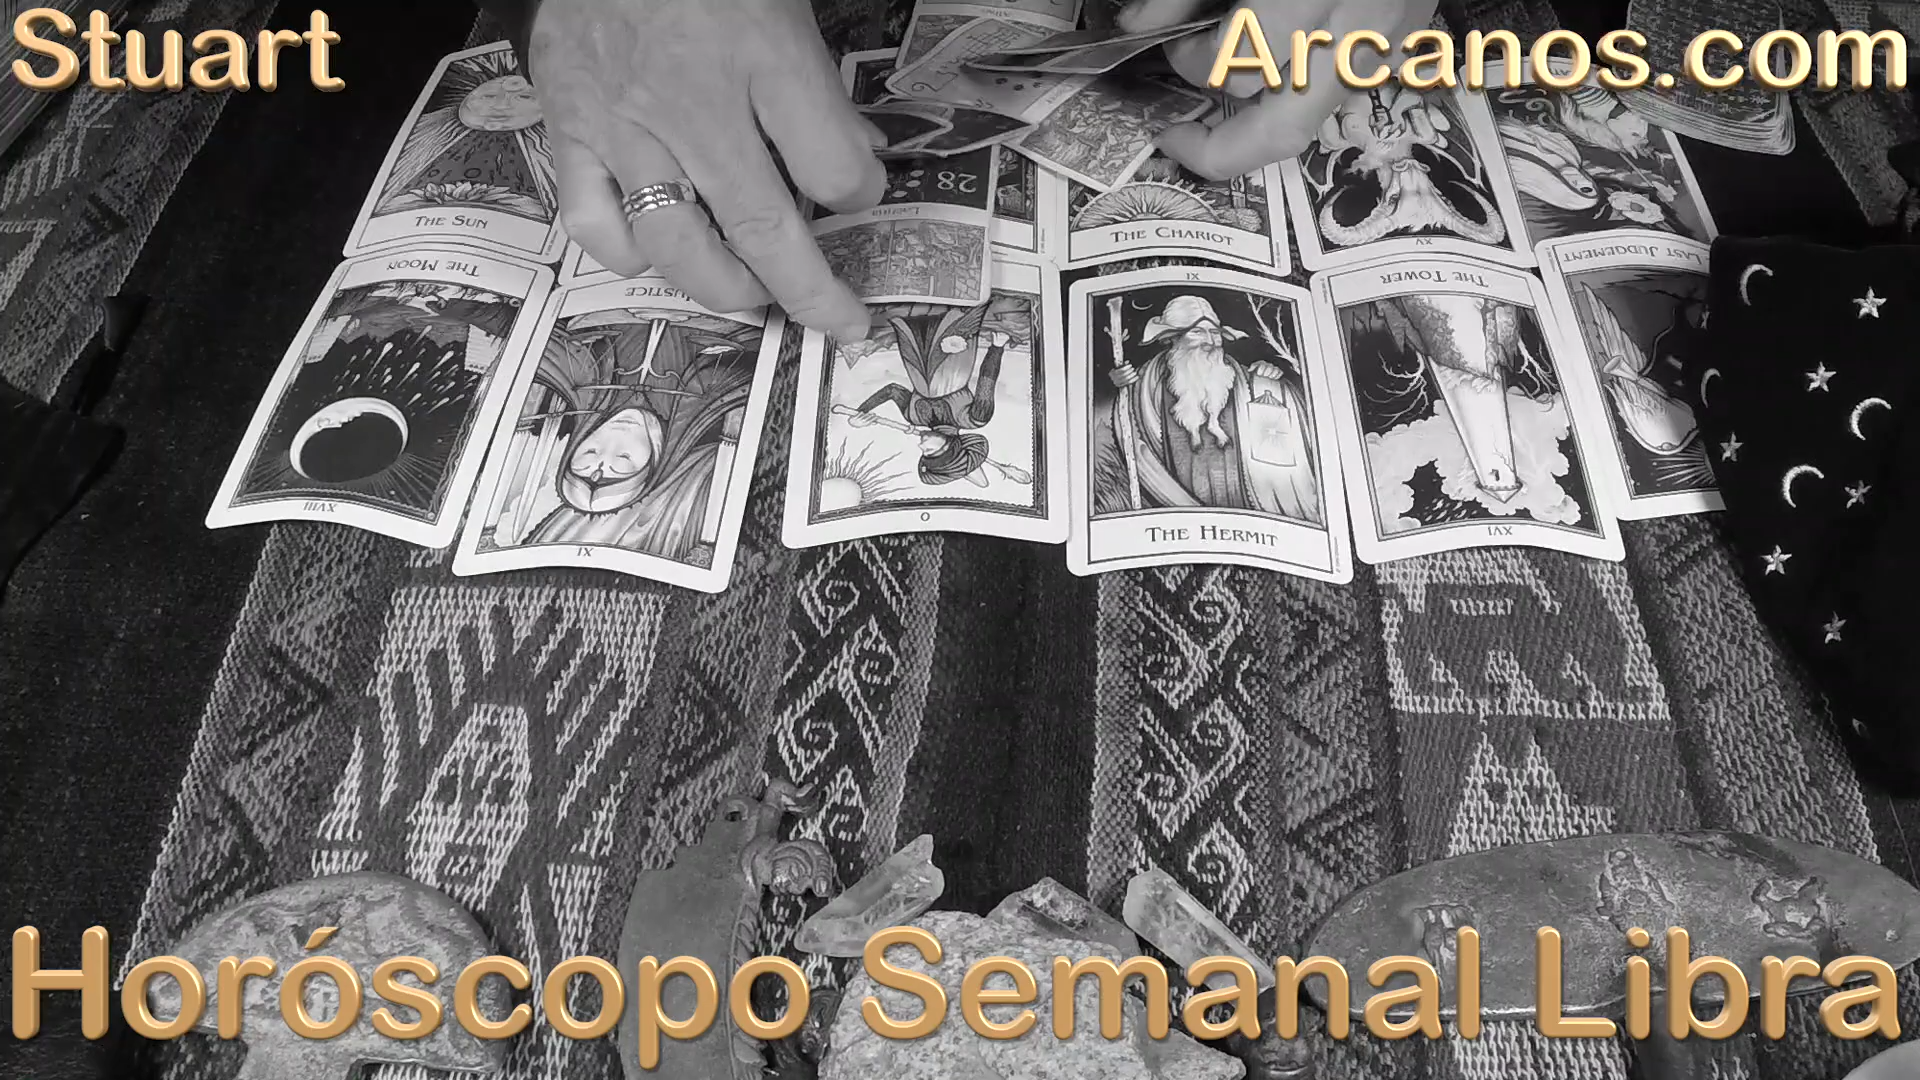 Stuart
Arcanos.com
THE SUN
28
THE CHARIOT
XV
LAST JUDGEMENT
THE MOON
JUSTICE
IX
THE TOWER
XVIII
XI
0
THE HERMIT
XVI
Horóscopo Semanal Libra